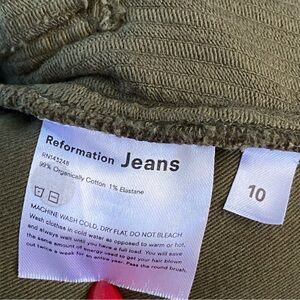 Reformation Jeans
RN145248
99% Organically Cotton 1% Elastane
MACHINE WASH COLD, DRY FLAT, DO NOT BLEACH
Wash clothes in cold water as opposed to warm or hot,
and always wait until you have a full load. You will save
the same amount of energy used to get your hair blown
out twice a week for an entire year. Pass the round brush.
10